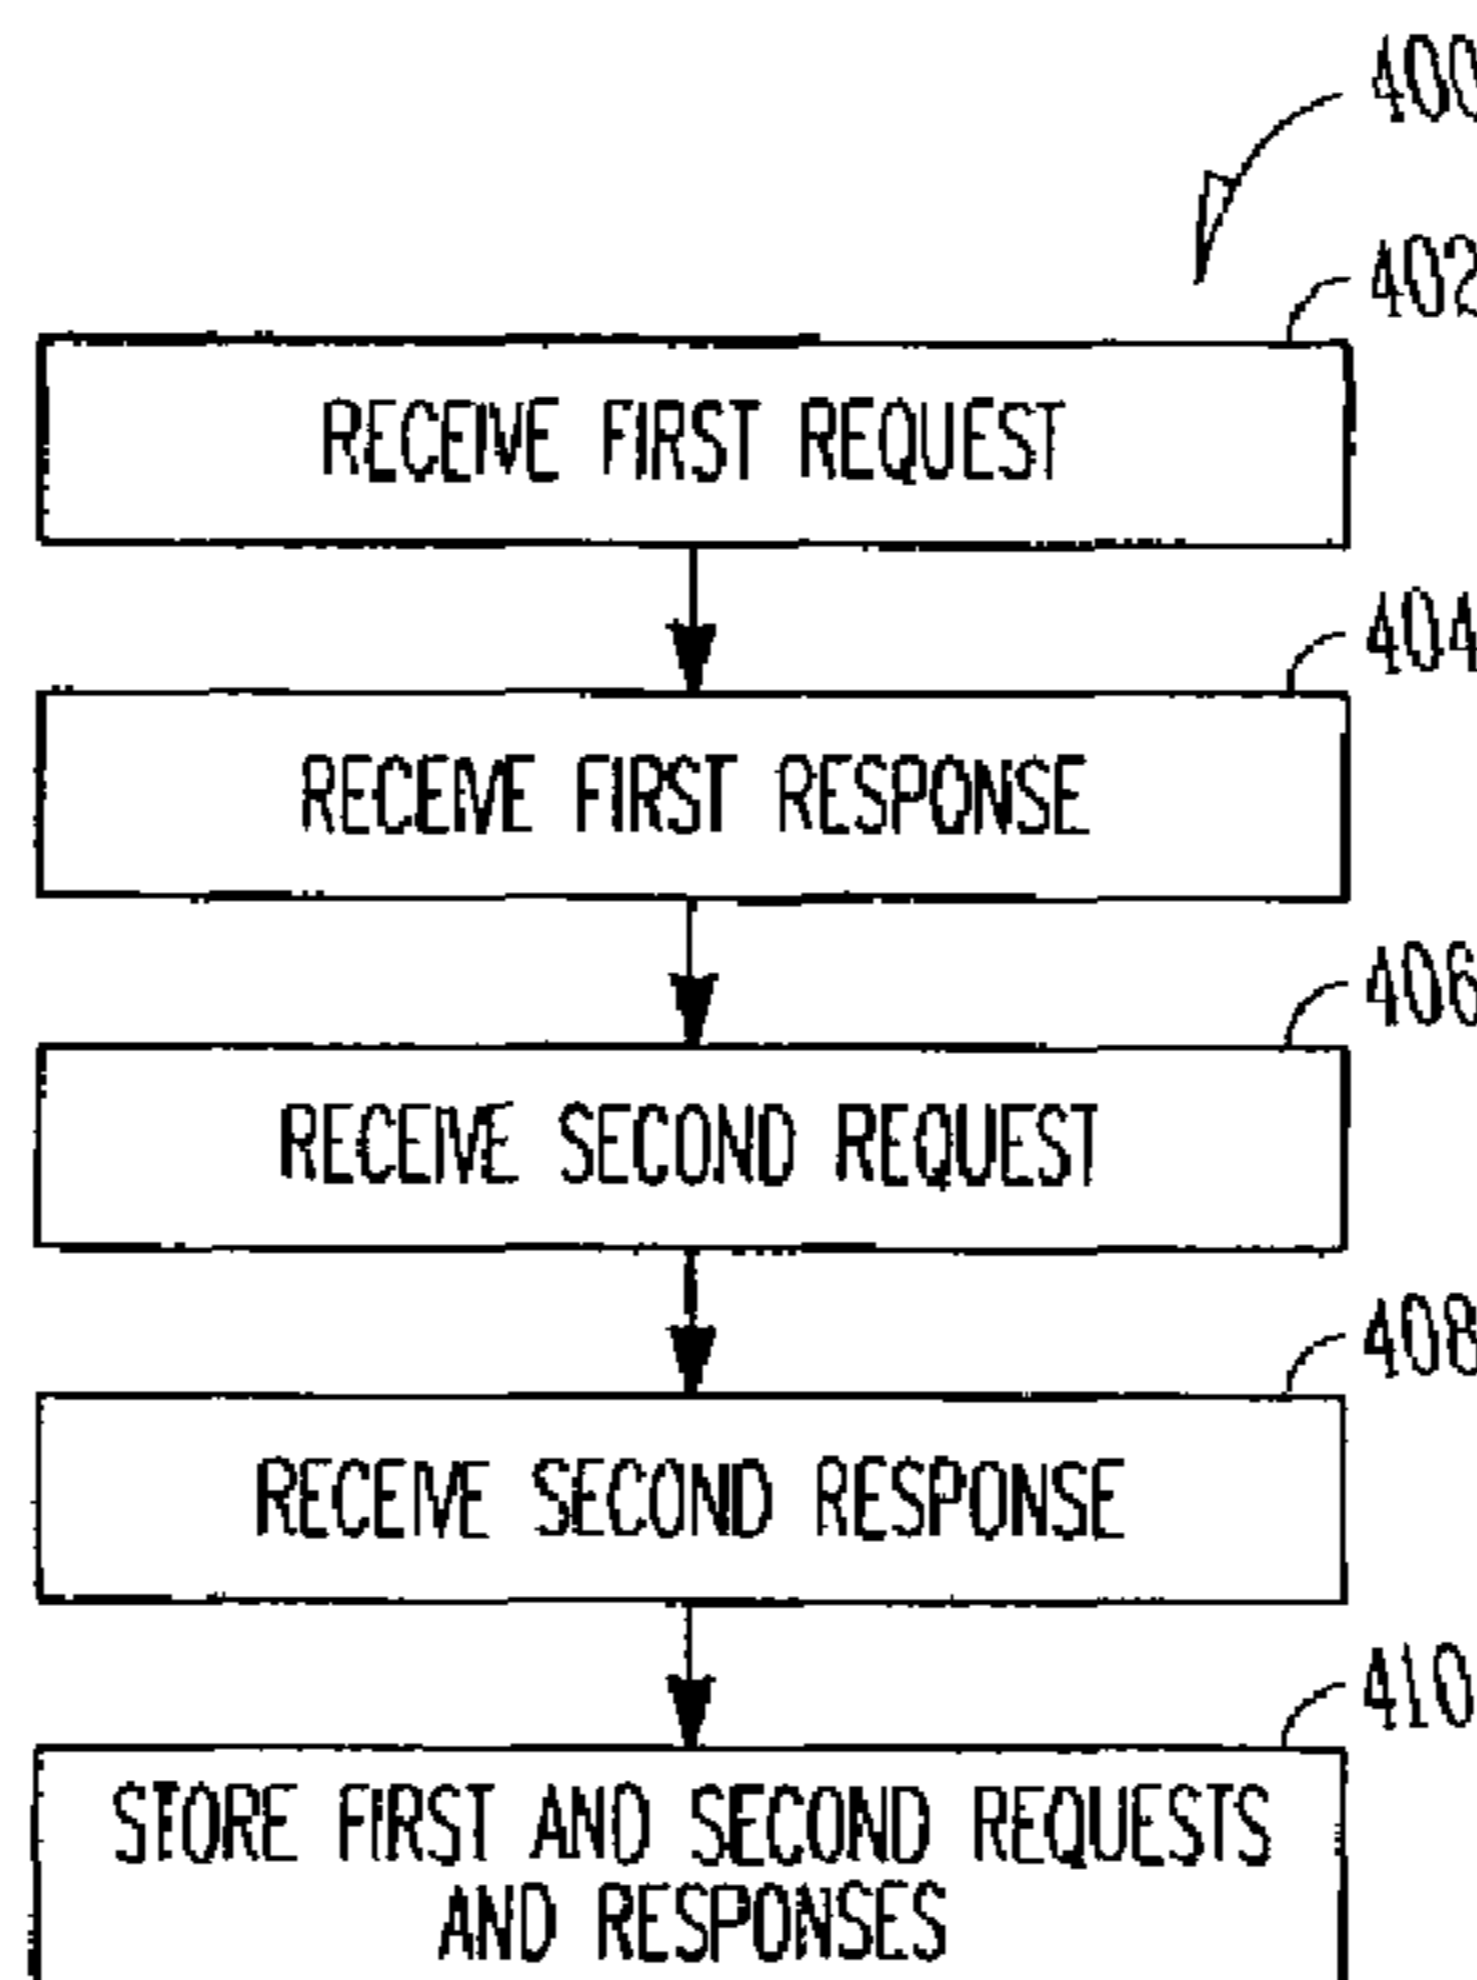 400
402
RECEIVE FIRST REQUEST
404
RECEIVE FIRST RESPONSE
406
RECEIVE SECOND REQUEST
408
RECEIVE SECOND RESPONSE
410
STORE FIRST AND SECOND REQUESTS
AND RESPONSES